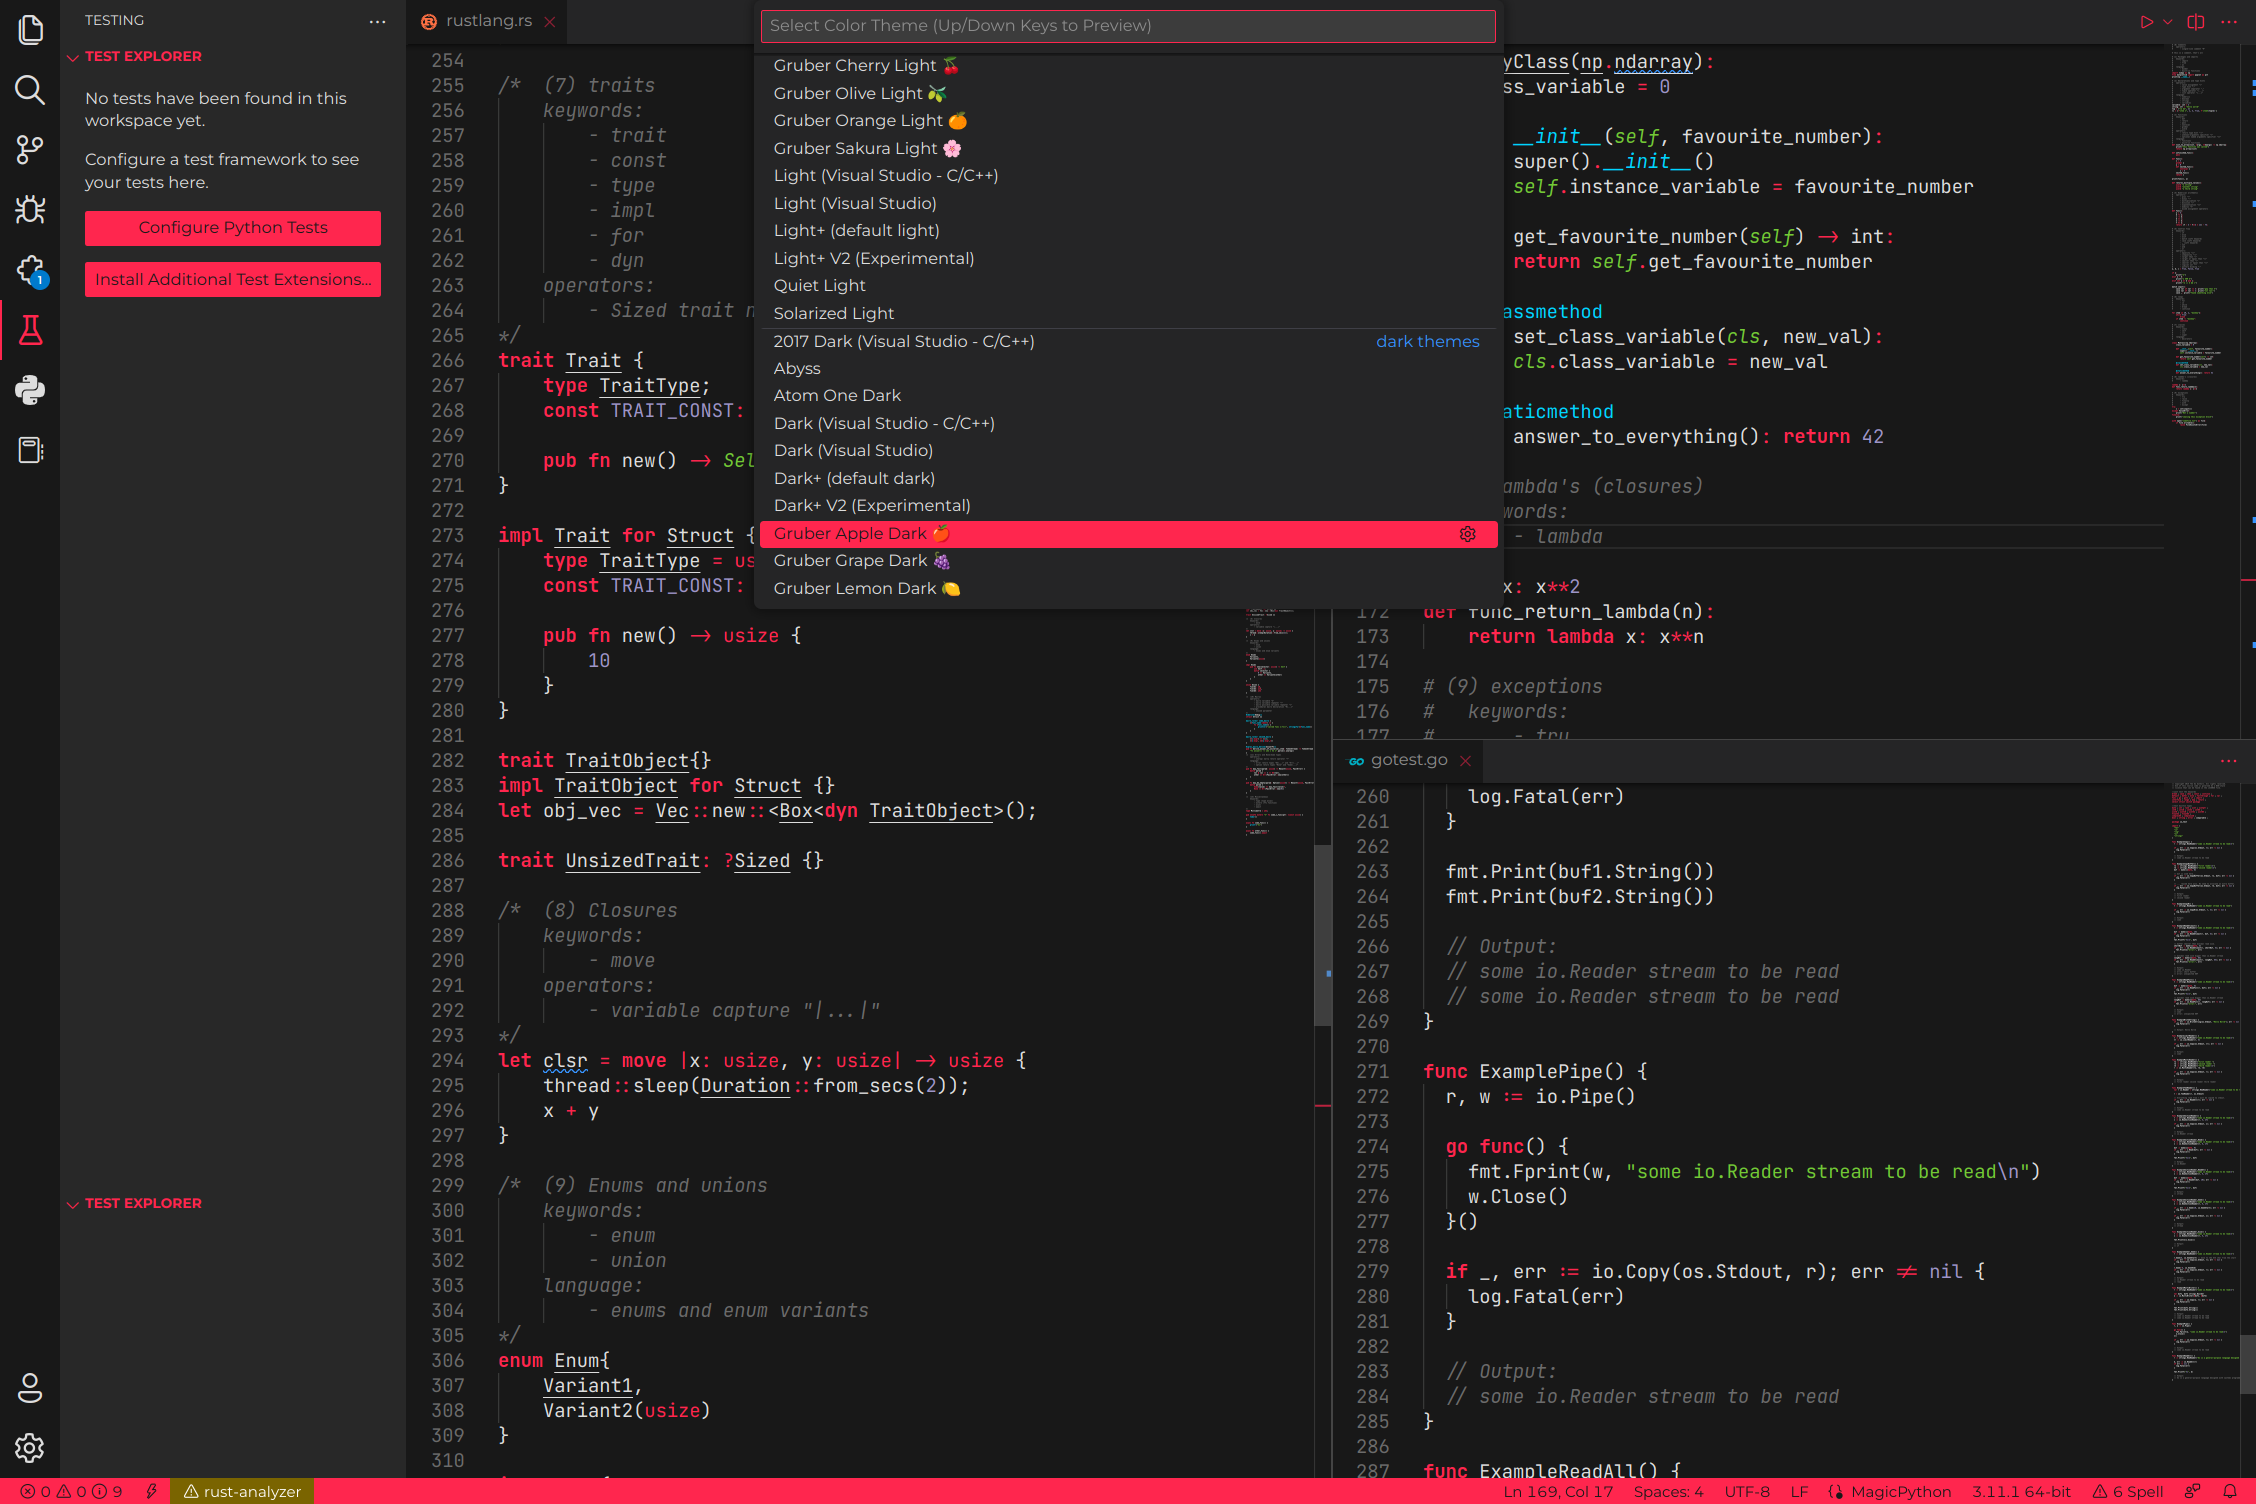 TESTING
TEST EXPLORER
No tests have been found in this
workspace yet.
Configure a test framework to see
your tests here.
Configure Python Tests
Install Additional Test Extensions...
1
TEST EXPLORER
rustlang.rs
254
255 /*  (7) traits
256     keywords:
257         - trait
258         - const
259         - type
260         - impl
261         - for
262         - dyn
263     operators:
264         - Sized trait
265 */
266 trait Trait {
267     type TraitType;
268     const TRAIT_CONST:
269
270     pub fn new() -> Sel
271 }
272
273 impl Trait for Struct {
274     type TraitType = us
275     const TRAIT_CONST:
276
277     pub fn new() -> usize {
278         10
279     }
280 }
281
282 trait TraitObject{}
283 impl TraitObject for Struct {}
284 let obj_vec = Vec::new::<Box<dyn TraitObject>();
285
286 trait UnsizedTrait: ?Sized {}
287
288 /*  (8) Closures
289     keywords:
290         - move
291     operators:
292         - variable capture "|...|"
293 */
294 let clsr = move |x: usize, y: usize| -> usize {
295     thread::sleep(Duration::from_secs(2));
296     x + y
297 }
298
299 /*  (9) Enums and unions
300     keywords:
301         - enum
302         - union
303     language:
304         - enums and enum variants
305 */
306 enum Enum{
307     Variant1,
308     Variant2(usize)
309 }
310
Select Color Theme (Up/Down Keys to Preview)
Gruber Cherry Light 🍒
Gruber Olive Light 🫒
Gruber Orange Light 🍊
Gruber Sakura Light 🌸
Light (Visual Studio - C/C++)
Light (Visual Studio)
Light+ (default light)
Light+ V2 (Experimental)
Quiet Light
Solarized Light
2017 Dark (Visual Studio - C/C++) dark themes
Abyss
Atom One Dark
Dark (Visual Studio - C/C++)
Dark (Visual Studio)
Dark+ (default dark)
Dark+ V2 (Experimental)
Gruber Apple Dark 🍎
Gruber Grape Dark 🍇
Gruber Lemon Dark 🍋
yClass(np.ndarray):
ss_variable = 0
__init__(self, favourite_number):
super().__init__()
self.instance_variable = favourite_number
get_favourite_number(self) -> int:
return self.get_favourite_number
assmethod
set_class_variable(cls, new_val):
cls.class_variable = new_val
aticmethod
answer_to_everything(): return 42
ambda's (closures)
words:
- lambda
x: x**2
172 def func_return_lambda(n):
173     return lambda x: x**n
174
175 # (9) exceptions
176 #   keywords:
177 #       - try
gotest.go
260     log.Fatal(err)
261   }
262
263   fmt.Print(buf1.String())
264   fmt.Print(buf2.String())
265
266   // Output:
267   // some io.Reader stream to be read
268   // some io.Reader stream to be read
269 }
270
271 func ExamplePipe() {
272   r, w := io.Pipe()
273
274   go func() {
275     fmt.Fprint(w, "some io.Reader stream to be read\n")
276     w.Close()
277   }()
278
279   if _, err := io.Copy(os.Stdout, r); err != nil {
280     log.Fatal(err)
281   }
282
283   // Output:
284   // some io.Reader stream to be read
285 }
286
287 func ExampleReadAll() {
0 0 9 rust-analyzer Ln 169, Col 17 Spaces: 4 UTF-8 LF MagicPython 3.11.1 64-bit 6 Spell